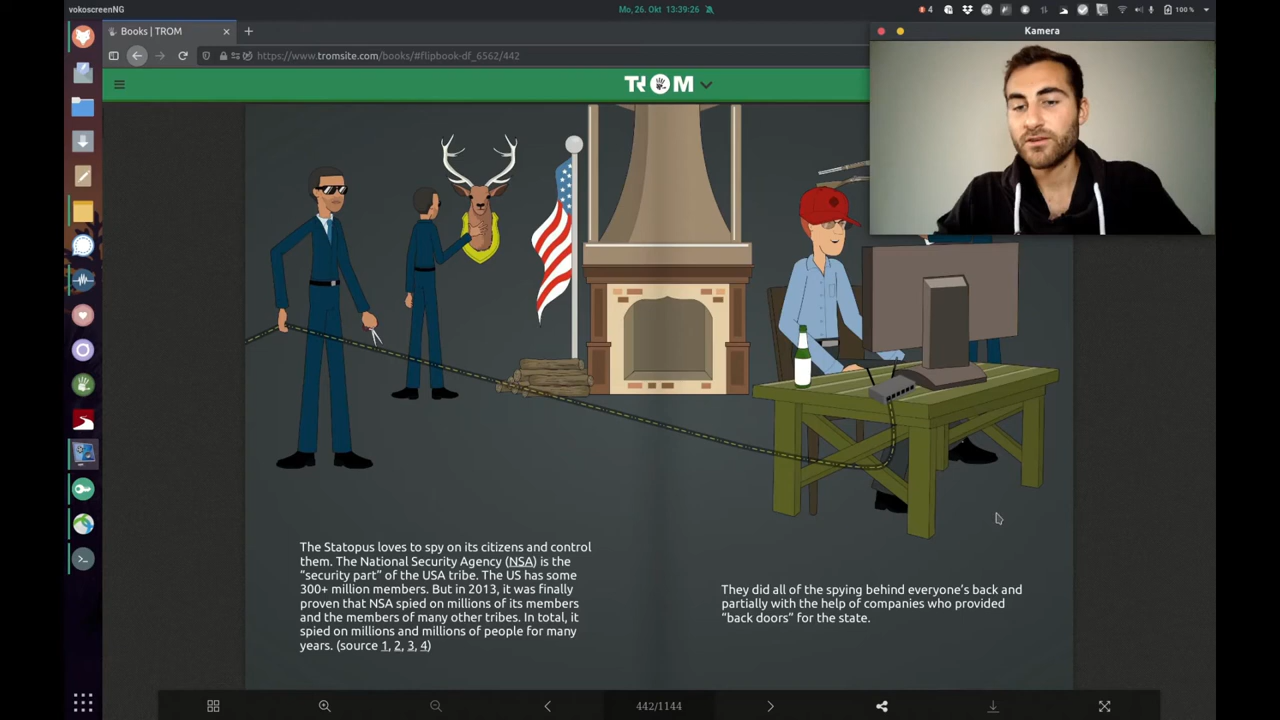 vokoscreenNG
Mo, 26. Okt 13:39:26
4
100 %
Books | TROM
https://www.tromsite.com/books/#flipbook-df_6562/442
Kamera
TROM
The Statopus loves to spy on its citizens and control
them. The National Security Agency (NSA) is the
“security part” of the USA tribe. The US has some
300+ million members. But in 2013, it was finally
proven that NSA spied on millions of its members
and the members of many other tribes. In total, it
spied on millions and millions of people for many
years. (source 1, 2, 3, 4)
They did all of the spying behind everyone’s back and
partially with the help of companies who provided
“back doors” for the state.
442/1144